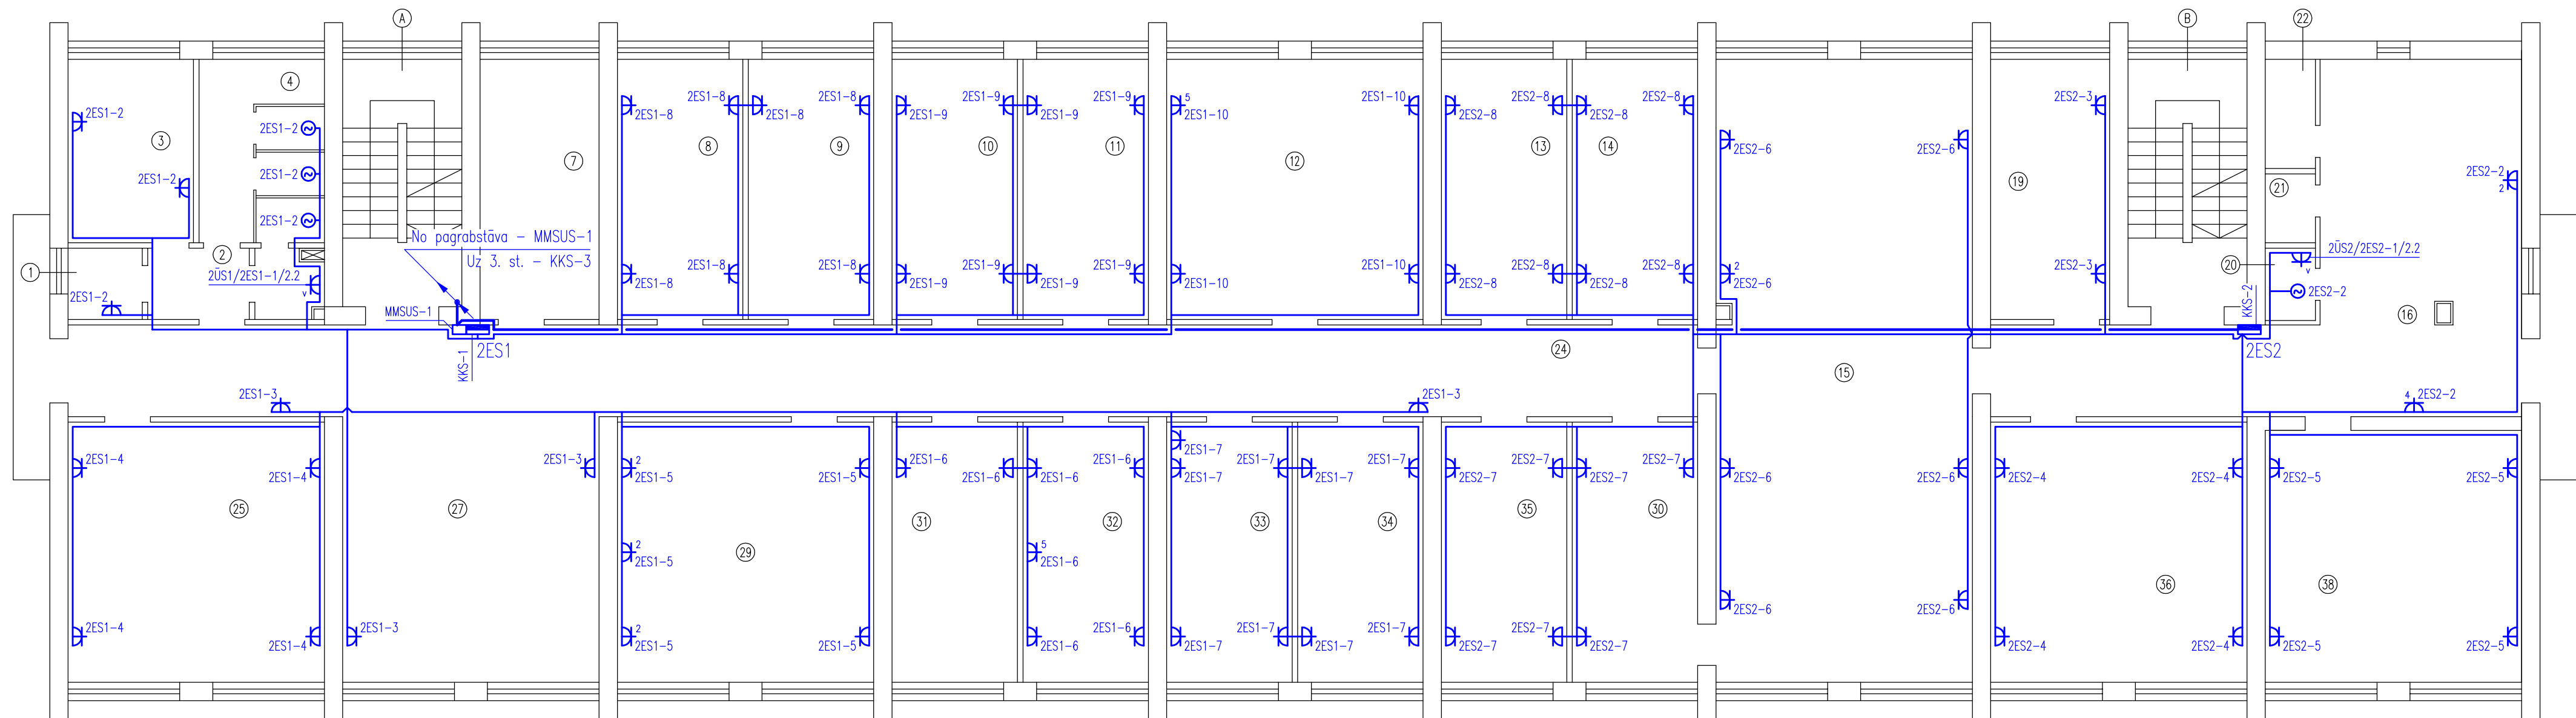 A
B
22
2ES1-2
3
4
2ES1-2
2ES1-2
2ES1-2
2ES1-2
7
2ES1-8
2ES1-8
8
2ES1-8
2ES1-8
9
2ES1-9
2ES1-9
10
2ES1-9
2ES1-9
11
5
2ES1-10
2ES1-10
12
2ES2-8
2ES2-8
13
2ES2-8
2ES2-8
14
2ES2-6
2ES2-6
2ES2-3
19
21
2ES2-2
2
No pagrabstāva - MMSUS-1
Uz 3. st. - KKS-3
1
2
2ŪS1/2ES1-1/2.2
v
2ES1-2
MMSUS-1
KKS-1
2ES1
2ES1-8
2ES1-8
2ES1-8
2ES1-9
2ES1-9
2ES1-9
2ES1-9
2ES1-10
2ES1-10
2ES2-8
2ES2-8
2ES2-8
2ES2-8
2
2ES2-6
2ES2-3
20
2ŪS2/2ES2-1/2.2
v
2ES2-2
KKS-2
2ES2
16
24
15
2ES1-3
2ES1-3
4
2ES2-2
2ES1-4
2ES1-4
25
2ES1-3
27
2
2ES1-5
2ES1-5
2ES1-6
2ES1-6
31
2ES1-6
2ES1-6
32
2ES1-7
2ES1-7
2ES1-7
33
2ES1-7
2ES1-7
34
2ES2-7
2ES2-7
35
2ES2-7
2ES2-7
30
2ES2-6
2ES2-6
2ES2-4
2ES2-4
2ES2-5
2ES2-5
2
2ES1-5
29
5
2ES1-6
36
38
2ES1-4
2ES1-4
2ES1-3
2
2ES1-5
2ES1-5
2ES1-6
2ES1-6
2ES1-7
2ES1-7
2ES1-7
2ES1-7
2ES2-7
2ES2-7
2ES2-7
2ES2-6
2ES2-6
2ES2-4
2ES2-4
2ES2-5
2ES2-5